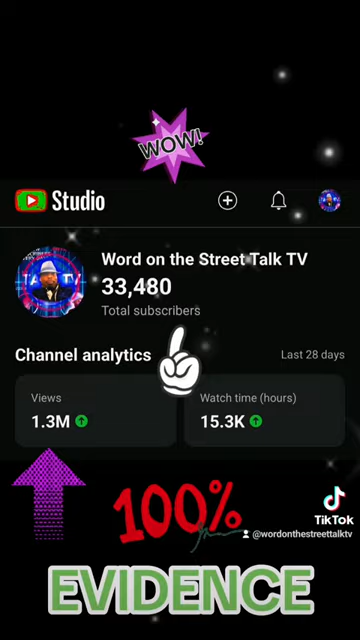 WOW!
Studio
Word on the Street Talk TV
33,480
Total subscribers
Channel analytics
Last 28 days
Views
Watch time (hours)
1.3M
15.3K
100%
TikTok
@wordonthestreettalktv
EVIDENCE